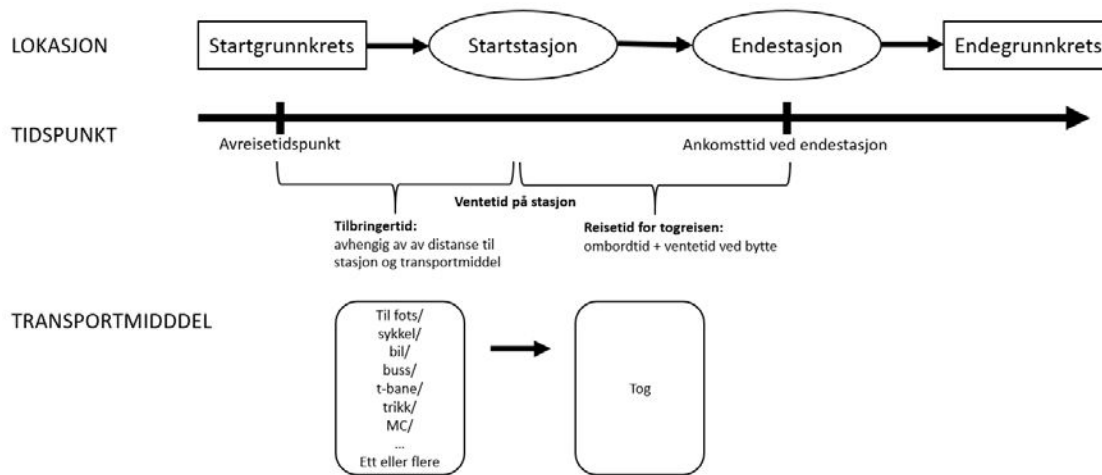 LOKASJON
Startgrunnkrets
Startstasjon
Endestasjon
Endegrunnkrets
TIDSPUNKT
Avreisetidspunkt
Ankomsttid ved endestasjon
Ventetid på stasjon
Tilbringertid:
avhengig av av distanse til
stasjon og transportmiddel
Reisetid for togreisen:
ombordtid + ventetid ved bytte
TRANSPORTMIDDDEL
Til fots/
sykkel/
bil/
buss/
t-bane/
trikk/
MC/
...
Ett eller flere
Tog